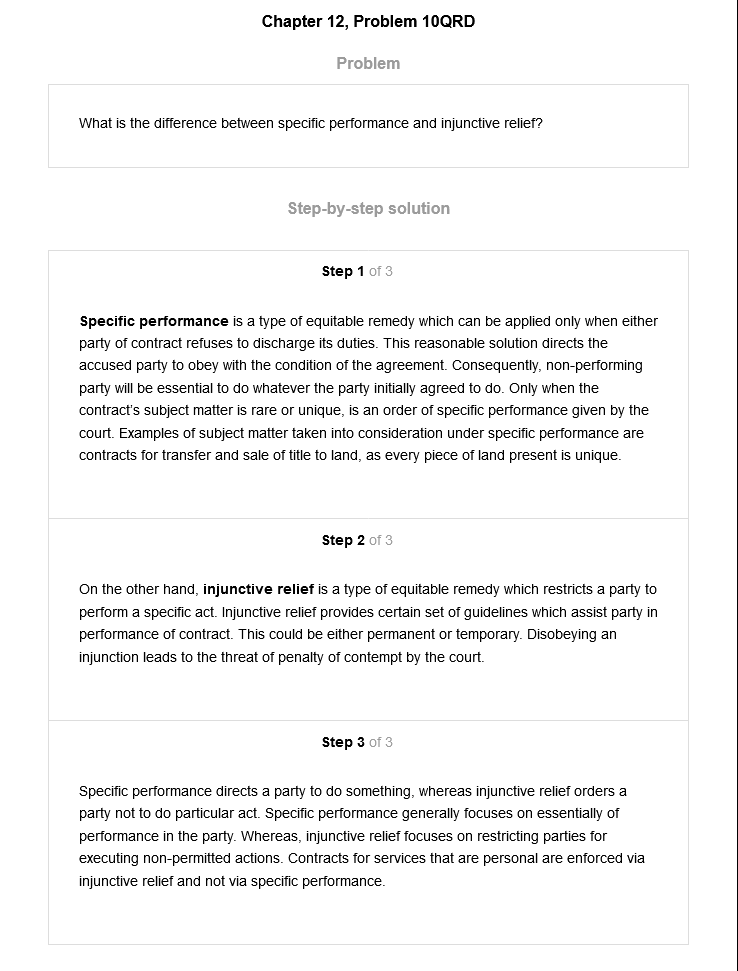 Chapter 12, Problem 10QRD
Problem
What is the difference between specific performance and injunctive relief?
Step-by-step solution
Step 1 of 3
Specific performance is a type of equitable remedy which can be applied only when either
party of contract refuses to discharge its duties. This reasonable solution directs the
accused party to obey with the condition of the agreement. Consequently, non-performing
party will be essential to do whatever the party initially agreed to do. Only when the
contract's subject matter is rare or unique, is an order of specific performance given by the
court. Examples of subject matter taken into consideration under specific performance are
contracts for transfer and sale of title to land, as every piece of land present is unique.
Step 2 of 3
On the other hand, injunctive relief is a type of equitable remedy which restricts a party to
perform a specific act. Injunctive relief provides certain set of guidelines which assist party in
performance of contract. This could be either permanent or temporary. Disobeying an
injunction leads to the threat of penalty of contempt by the court.
Step 3 of 3
Specific performance directs a party to do something, whereas injunctive relief orders a
party not to do particular act. Specific performance generally focuses on essentially of
performance in the party. Whereas, injunctive relief focuses on restricting parties for
executing non-permitted actions. Contracts for services that are personal are enforced via
injunctive relief and not via specific performance.